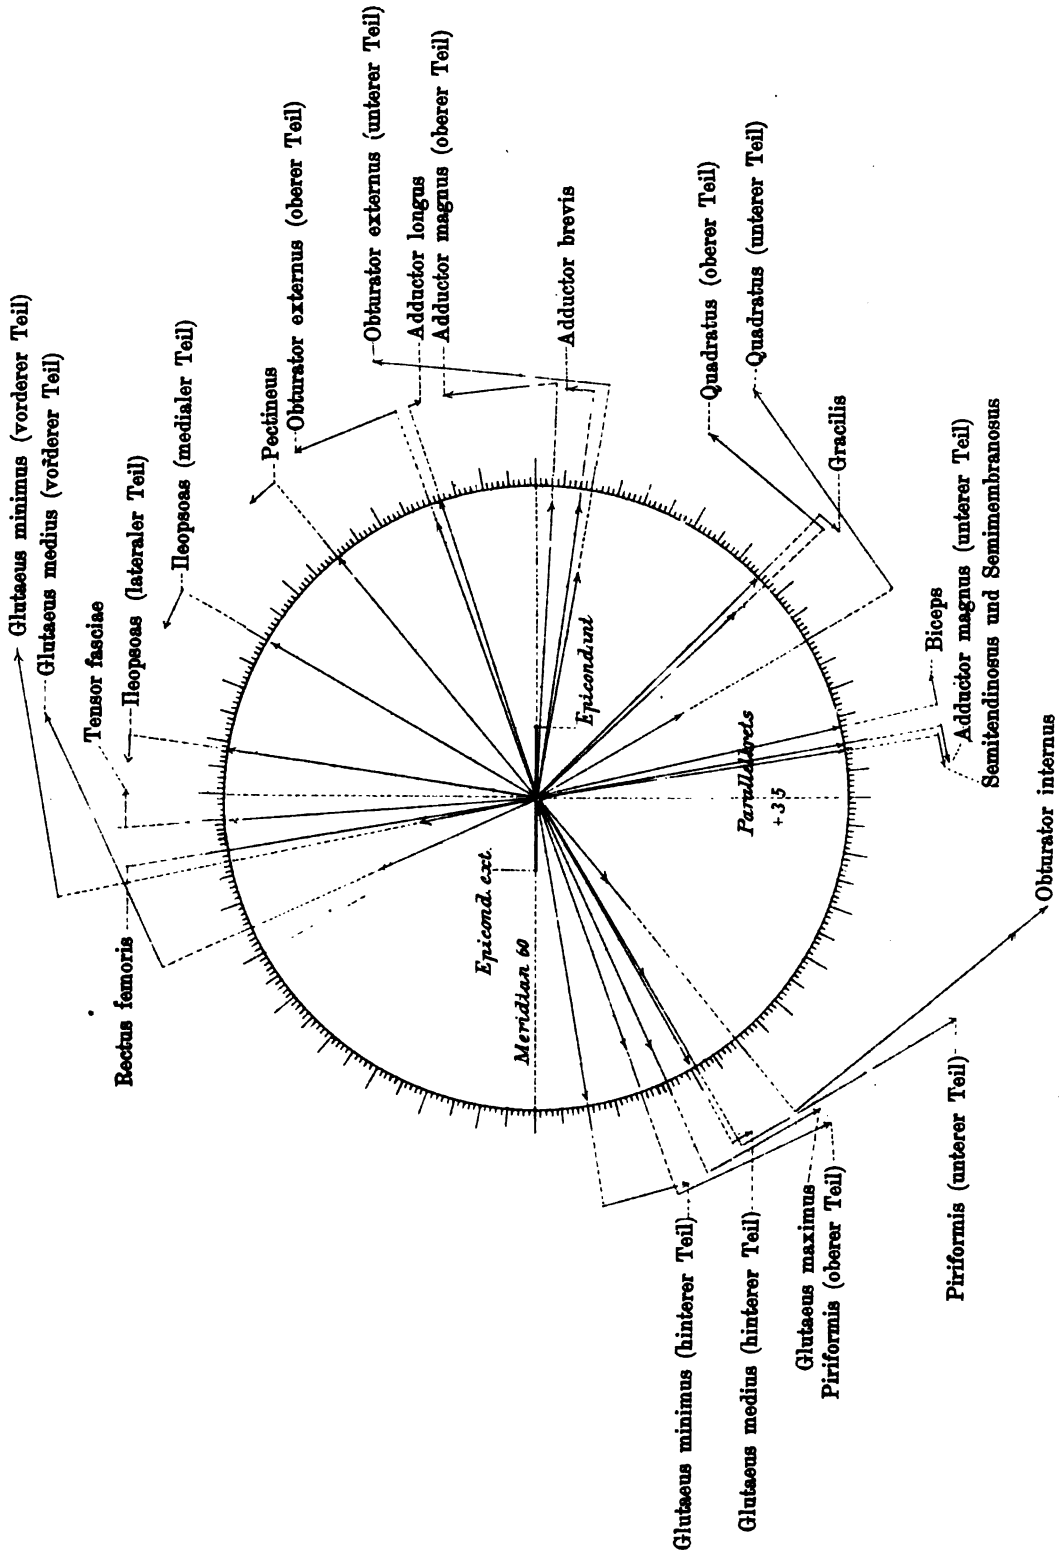 Glutaeus minimus (vorderer Teil)
Glutaeus medius (vorderer Teil)
Tensor fasciae
Ileopsoas (lateraler Teil)
Ileopsoas (medialer Teil)
Pectineus
Obturator externus (oberer Teil)
Obturator externus (unterer Teil)
Adductor longus
Adductor magnus (oberer Teil)
Adductor brevis
Quadratus (oberer Teil)
Quadratus (unterer Teil)
Gracilis
Biceps
Adductor magnus (unterer Teil)
Semitendinosus und Semimembranosus
Obturator internus
Rectus femoris
Epicond. ext.
Meridian 60
Epicond. int
Parallelkreis
+35
Glutaeus minimus (hinterer Teil)
Glutaeus medius (hinterer Teil)
Glutaeus maximus
Piriformis (oberer Teil)
Piriformis (unterer Teil)